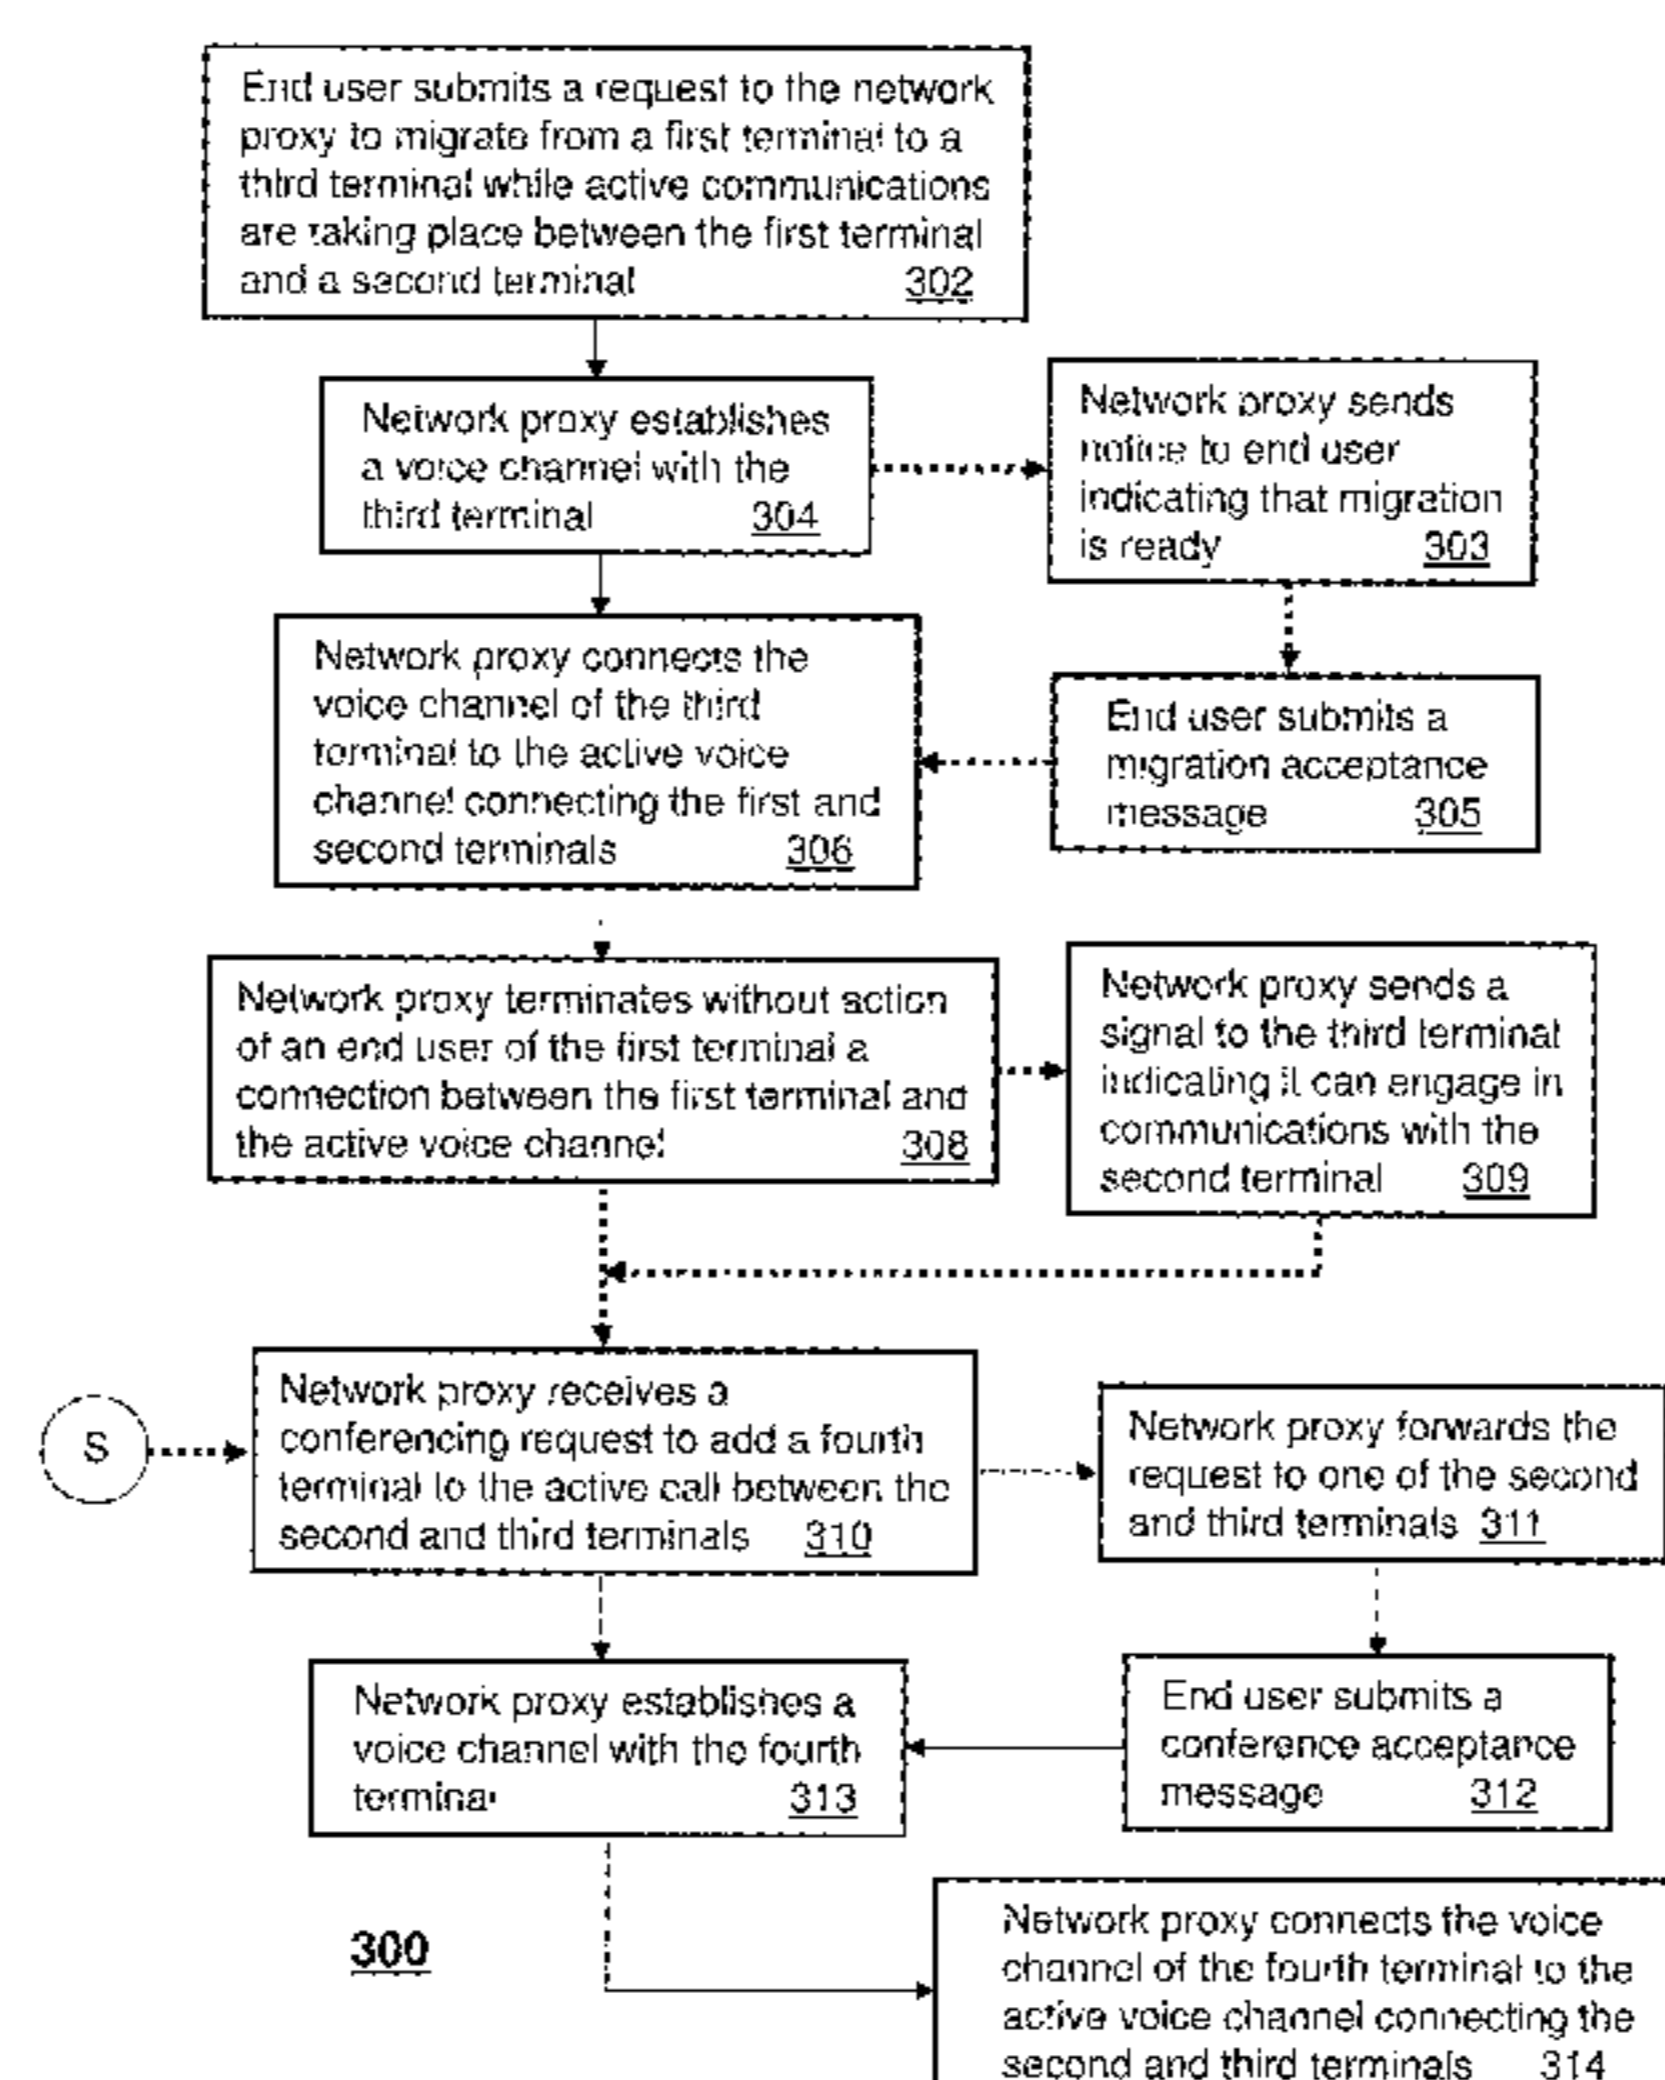 End user submits a request to the network
proxy to migrate from a first terminal to a
third terminal while active communications
are taking place between the first terminal
and a second terminal 302
Network proxy establishes
a voice channel with the
third terminal 304
Network proxy sends
notice to end user
indicating that migration
is ready 303
Network proxy connects the
voice channel of the third
terminal to the active voice
channel connecting the first and
second terminals 306
End user submits a
migration acceptance
message 305
Network proxy terminates without action
of an end user of the first terminal a
connection between the first terminal and
the active voice channel 308
Network proxy sends a
signal to the third terminal
indicating it can engage in
communications with the
second terminal 309
S
Network proxy receives a
conferencing request to add a fourth
terminal to the active call between the
second and third terminals 310
Network proxy forwards the
request to one of the second
and third terminals 311
Network proxy establishes a
voice channel with the fourth
terminal 313
End user submits a
conference acceptance
message 312
300
Network proxy connects the voice
channel of the fourth terminal to the
active voice channel connecting the
second and third terminals 314